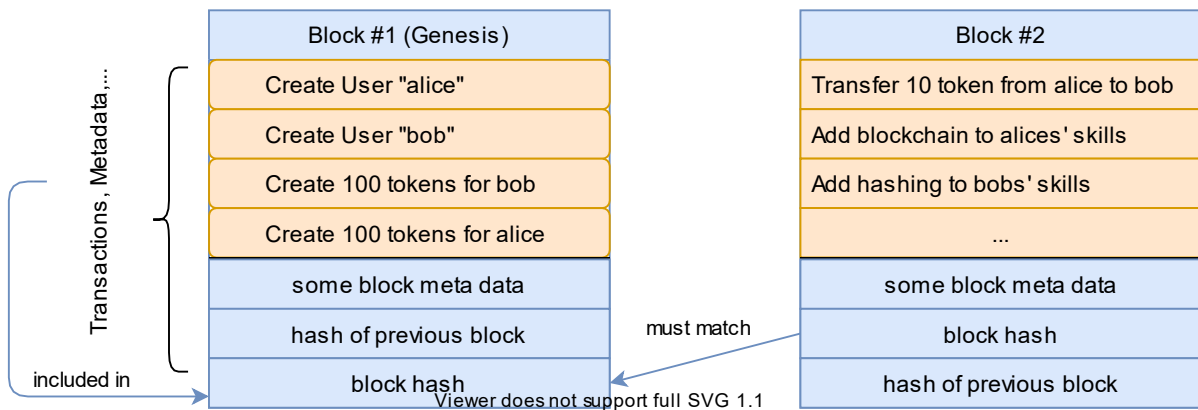 Block #1 (Genesis)
Create User "alice"
Create User "bob"
Create 100 tokens for bob
Create 100 tokens for alice
some block meta data
hash of previous block
block hash
Transactions, Metadata,...
included in
must match
Block #2
Transfer 10 token from alice to bob
Add blockchain to alices' skills
Add hashing to bobs' skills
...
some block meta data
block hash
hash of previous block
Viewer does not support full SVG 1.1